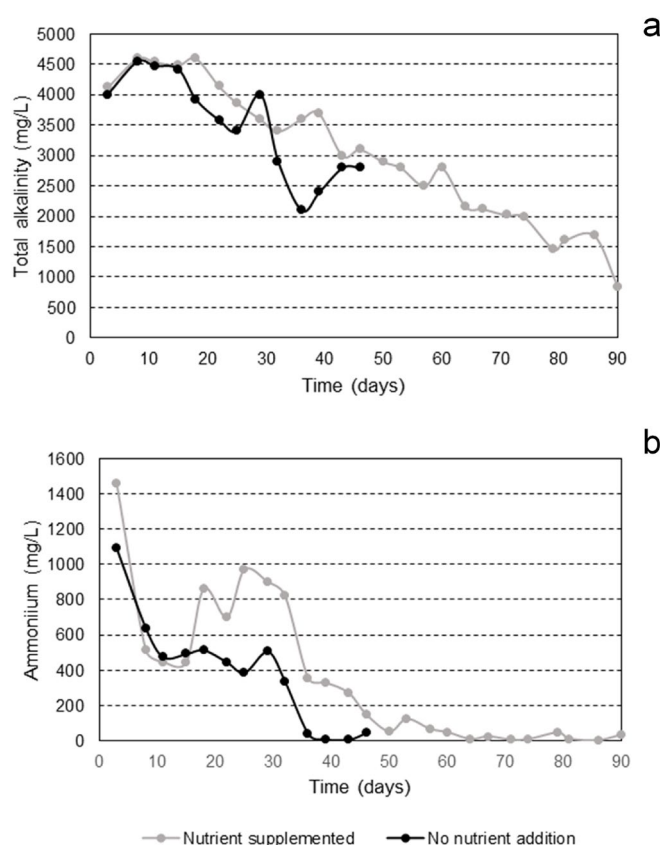 a
Total alkalinity (mg/L)
5000
4500
4000
3500
3000
2500
2000
1500
1000
500
0
0 10 20 30 40 50 60 70 80 90
Time (days)
b
Ammoniium (mg/L)
1600
1400
1200
1000
800
600
400
200
0
0 10 20 30 40 50 60 70 80 90
Time (days)
Nutrient supplemented No nutrient addition